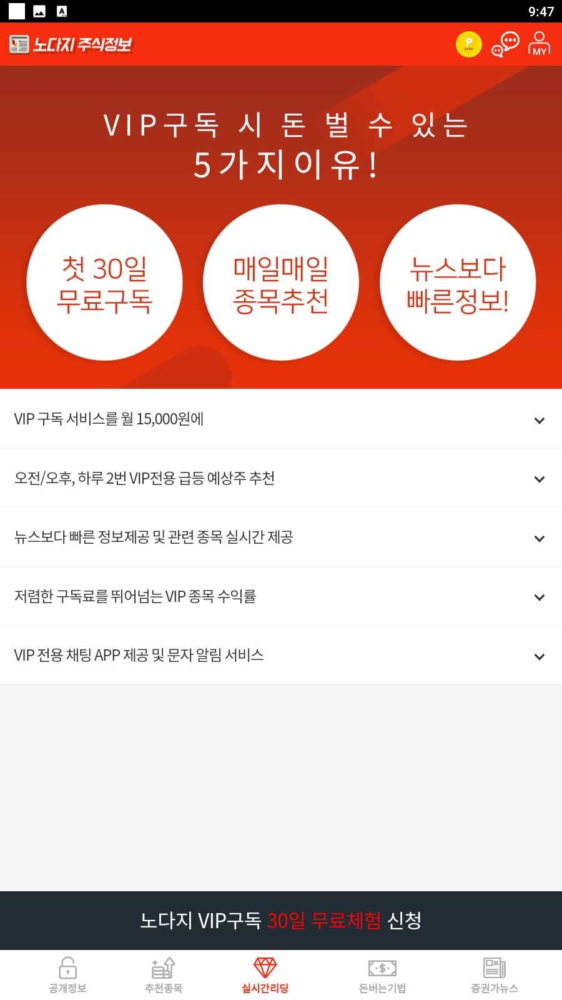 9:47
노다지 주식정보
P
point
MY
VIP구독 시 돈 벌 수 있는
5가지이유!
첫 30일
무료구독
매일매일
종목추천
뉴스보다
빠른정보!
VIP 구독 서비스를 월 15,000원에
오전/오후, 하루 2번 VIP전용 급등 예상주 추천
뉴스보다 빠른 정보제공 및 관련 종목 실시간 제공
저렴한 구독료를 뛰어넘는 VIP 종목 수익률
VIP 전용 채팅 APP 제공 및 문자 알림 서비스
노다지 VIP구독 30일 무료체험 신청
공개정보
추천종목
실시간리딩
돈버는기법
증권가뉴스